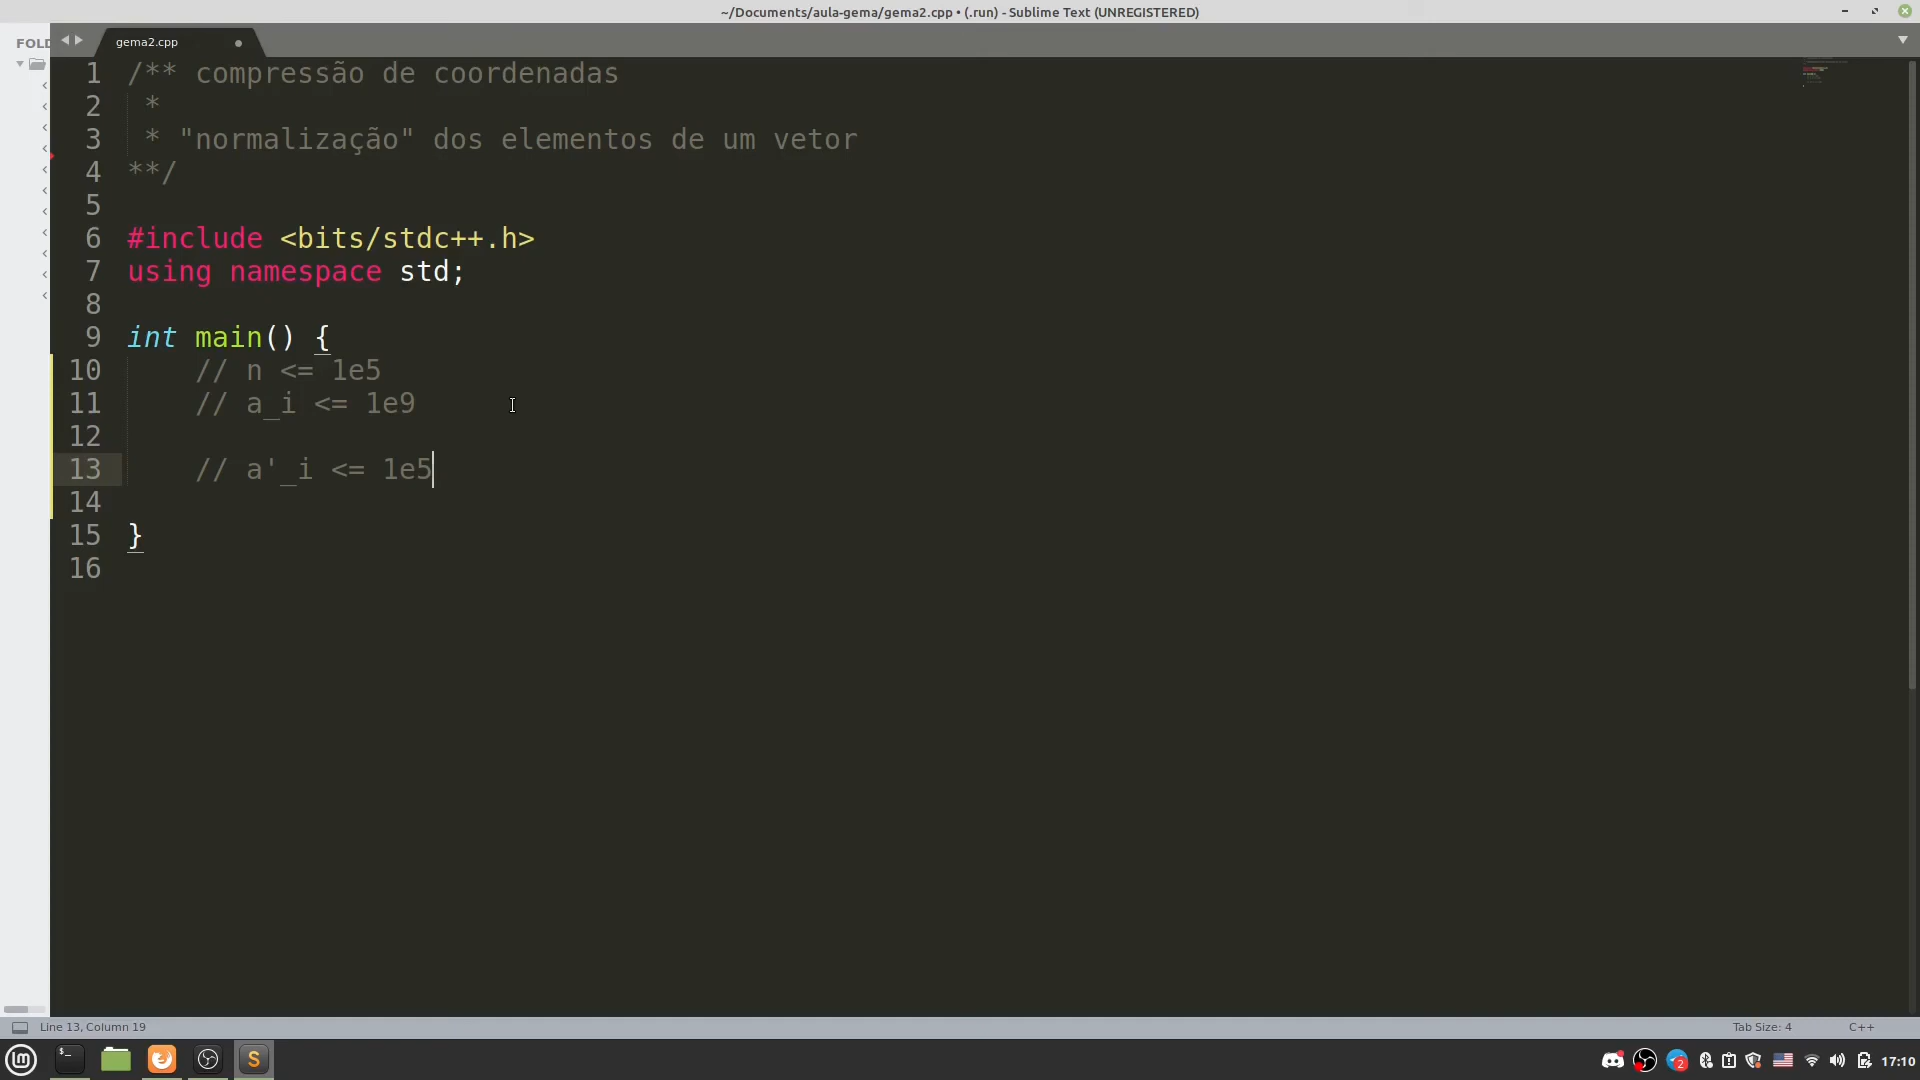 ~/Documents/aula-gema/gema2.cpp • (.run) - Sublime Text (UNREGISTERED)
FOLD
gema2.cpp
1 /** compressão de coordenadas
2 *
3 * "normalização" dos elementos de um vetor
4 **/
5
6 #include <bits/stdc++.h>
7 using namespace std;
8
9 int main() {
10 // n <= 1e5
11 // a_i <= 1e9
12
13 // a'_i <= 1e5
14
15 }
16
Line 13, Column 19
Tab Size: 4
C++
2
17:10